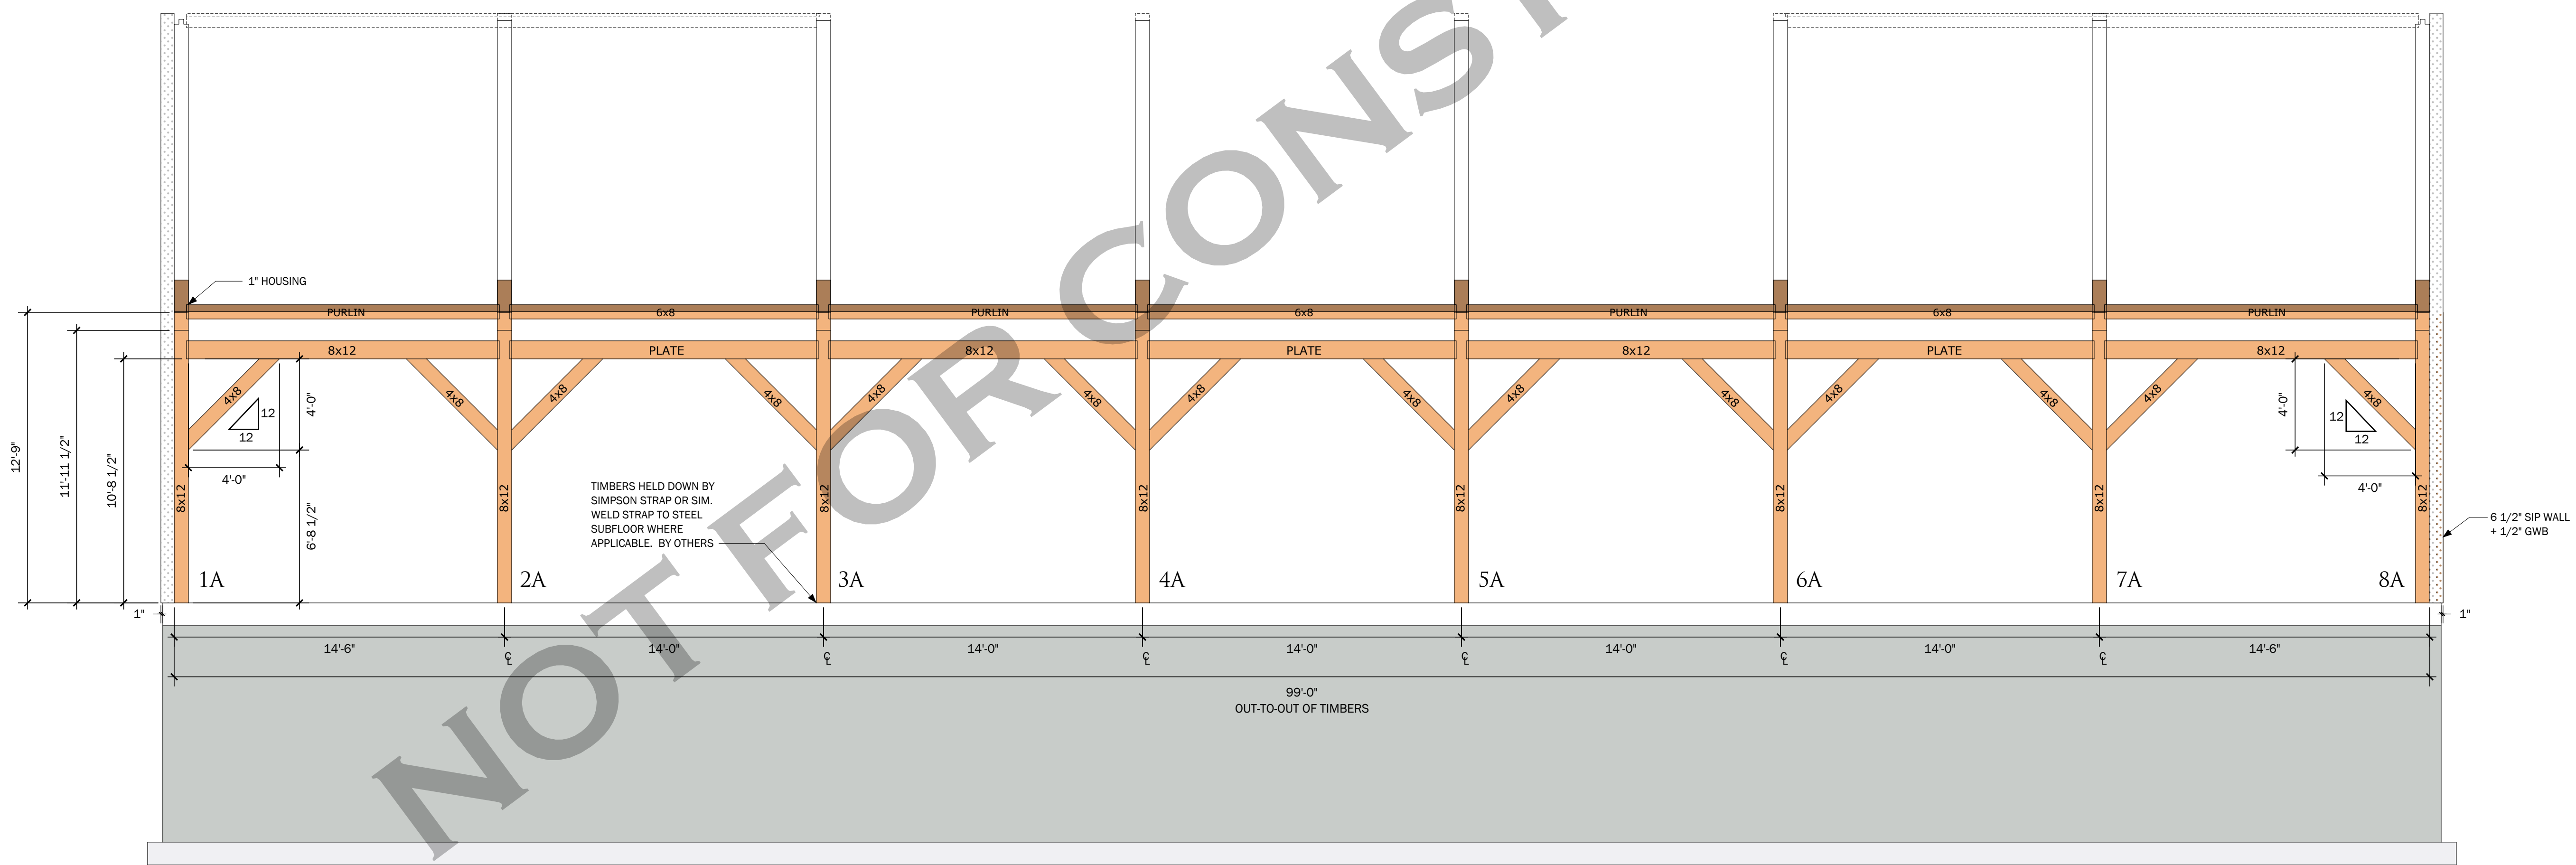 NOT FOR CONST
1" HOUSING
PURLIN
6x8
PURLIN
6x8
PURLIN
6x8
PURLIN
8x12
PLATE
8x12
PLATE
8x12
PLATE
8x12
4x8
4x8
4x8
4x8
4x8
4x8
4x8
4x8
4x8
4x8
4x8
4x8
4x8
4x8
12
12
12
12
4'-0"
4'-0"
4'-0"
4'-0"
12'-9"
11'-11 1/2"
10'-8 1/2"
6'-8 1/2"
8x12
8x12
8x12
8x12
8x12
8x12
8x12
8x12
TIMBERS HELD DOWN BY
SIMPSON STRAP OR SIM.
WELD STRAP TO STEEL
SUBFLOOR WHERE
APPLICABLE. BY OTHERS
6 1/2" SIP WALL
+ 1/2" GWB
1A
2A
3A
4A
5A
6A
7A
8A
1"
1"
14'-6"
14'-0"
14'-0"
14'-0"
14'-0"
14'-0"
14'-6"
CL
CL
CL
CL
CL
CL
99'-0"
OUT-TO-OUT OF TIMBERS